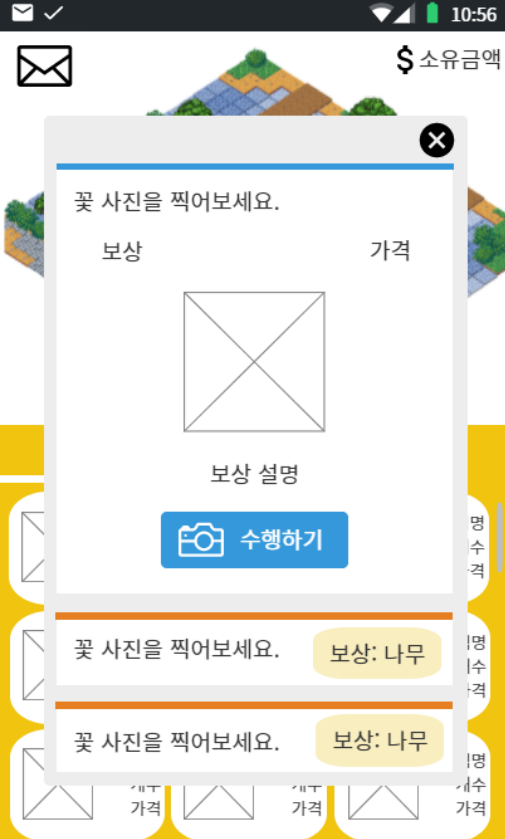 10:56
$ 소유금액
꽃 사진을 찍어보세요.
보상 가격
보상 설명
수행하기
꽃 사진을 찍어보세요. 보상: 나무
꽃 사진을 찍어보세요. 보상: 나무
가격 가격 가격